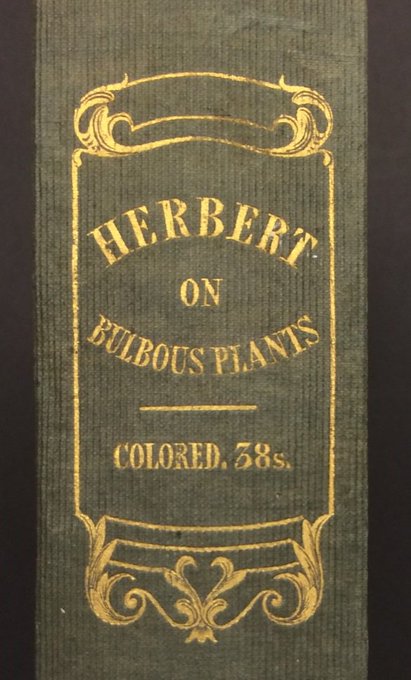 HERBERT
ON
BULBOUS PLANTS
COLORED. 38s.